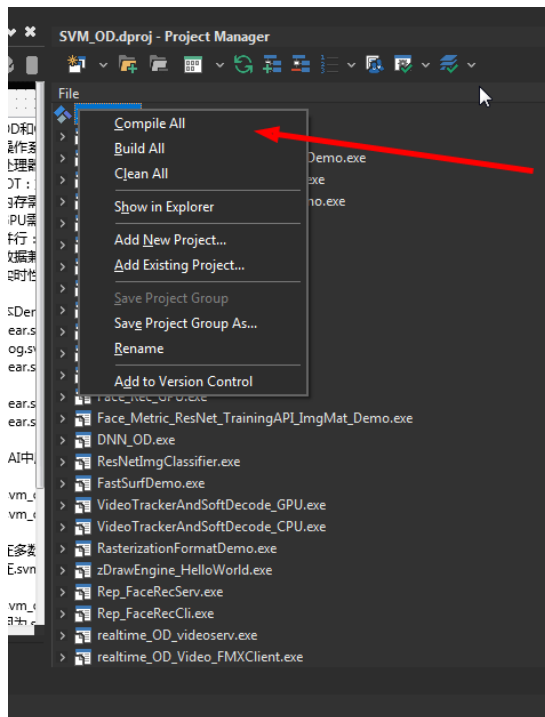 SVM_OD.dproj - Project Manager
File
Compile All
Build All
Clean All
Show in Explorer
Add New Project...
Add Existing Project...
Save Project Group
Save Project Group As...
Rename
Add to Version Control
Demo.exe
exe
no.exe
Face_Rec_GPU.exe
Face_Metric_ResNet_TrainingAPI_ImgMat_Demo.exe
DNN_OD.exe
ResNetImgClassifier.exe
FastSurfDemo.exe
VideoTrackerAndSoftDecode_GPU.exe
VideoTrackerAndSoftDecode_CPU.exe
RasterizationFormatDemo.exe
zDrawEngine_HelloWorld.exe
Rep_FaceRecServ.exe
Rep_FaceRecCli.exe
realtime_OD_videoserv.exe
realtime_OD_Video_FMXClient.exe